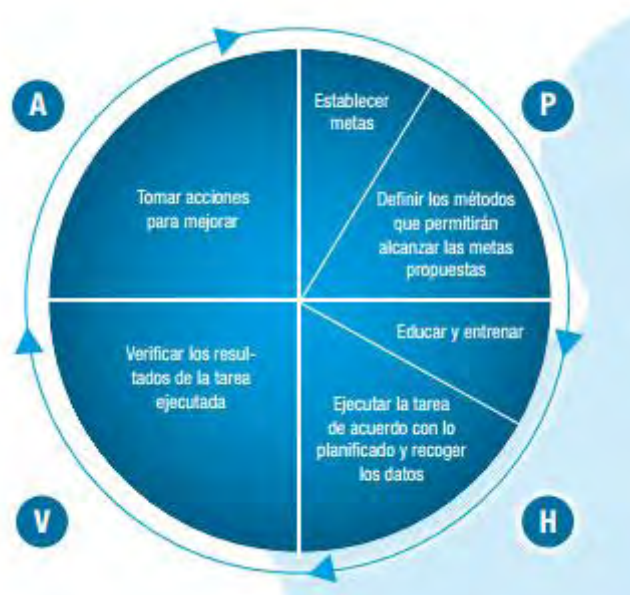 A
P
Establecer
metas
Tomar acciones
para mejorar
Definir los métodos
que permitirán
alcanzar las metas
propuestas
Educar y entrenar
Verificar los resul-
tados de la tarea
ejecutada
Ejecutar la tarea
de acuerdo con lo
planificado y recoger
los datos
V
H